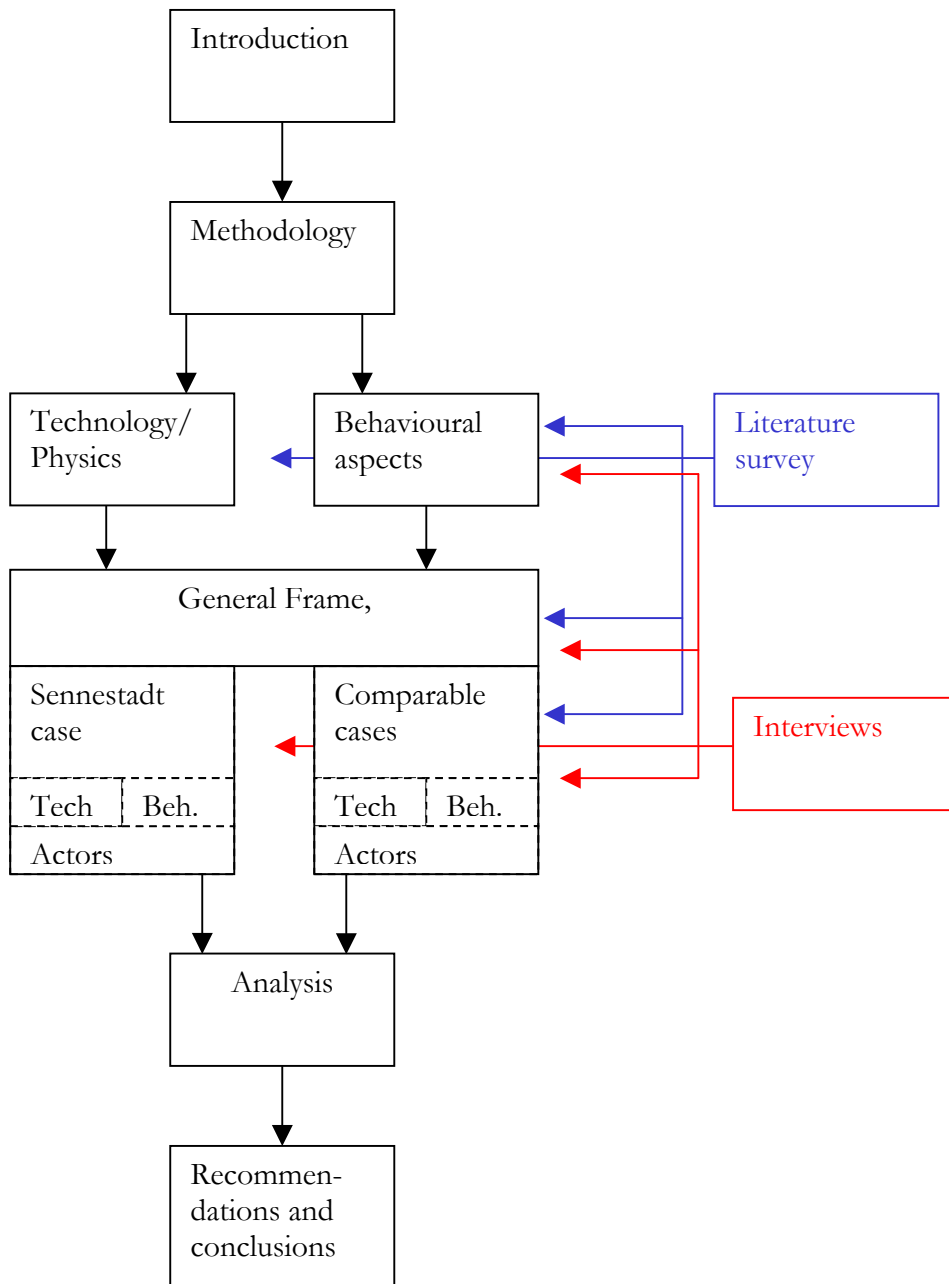 Introduction
Methodology
Technology/
Physics
Behavioural
aspects
Literature
survey
General Frame,
Sennestadt
case
Comparable
cases
Interviews
Tech
Beh.
Tech
Beh.
Actors
Actors
Analysis
Recommen-
dations and
conclusions